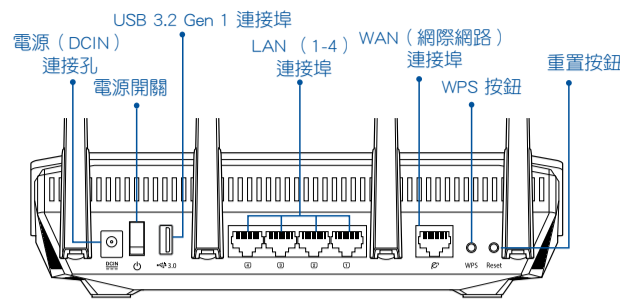 USB 3.2 Gen 1 連接埠
電源（DCIN）
連接孔
電源開關
LAN （1-4）
連接埠
WAN（網際網路）
連接埠
WPS 按鈕
重置按鈕
DCIN
3.0
4
3
2
1
WPS
Reset